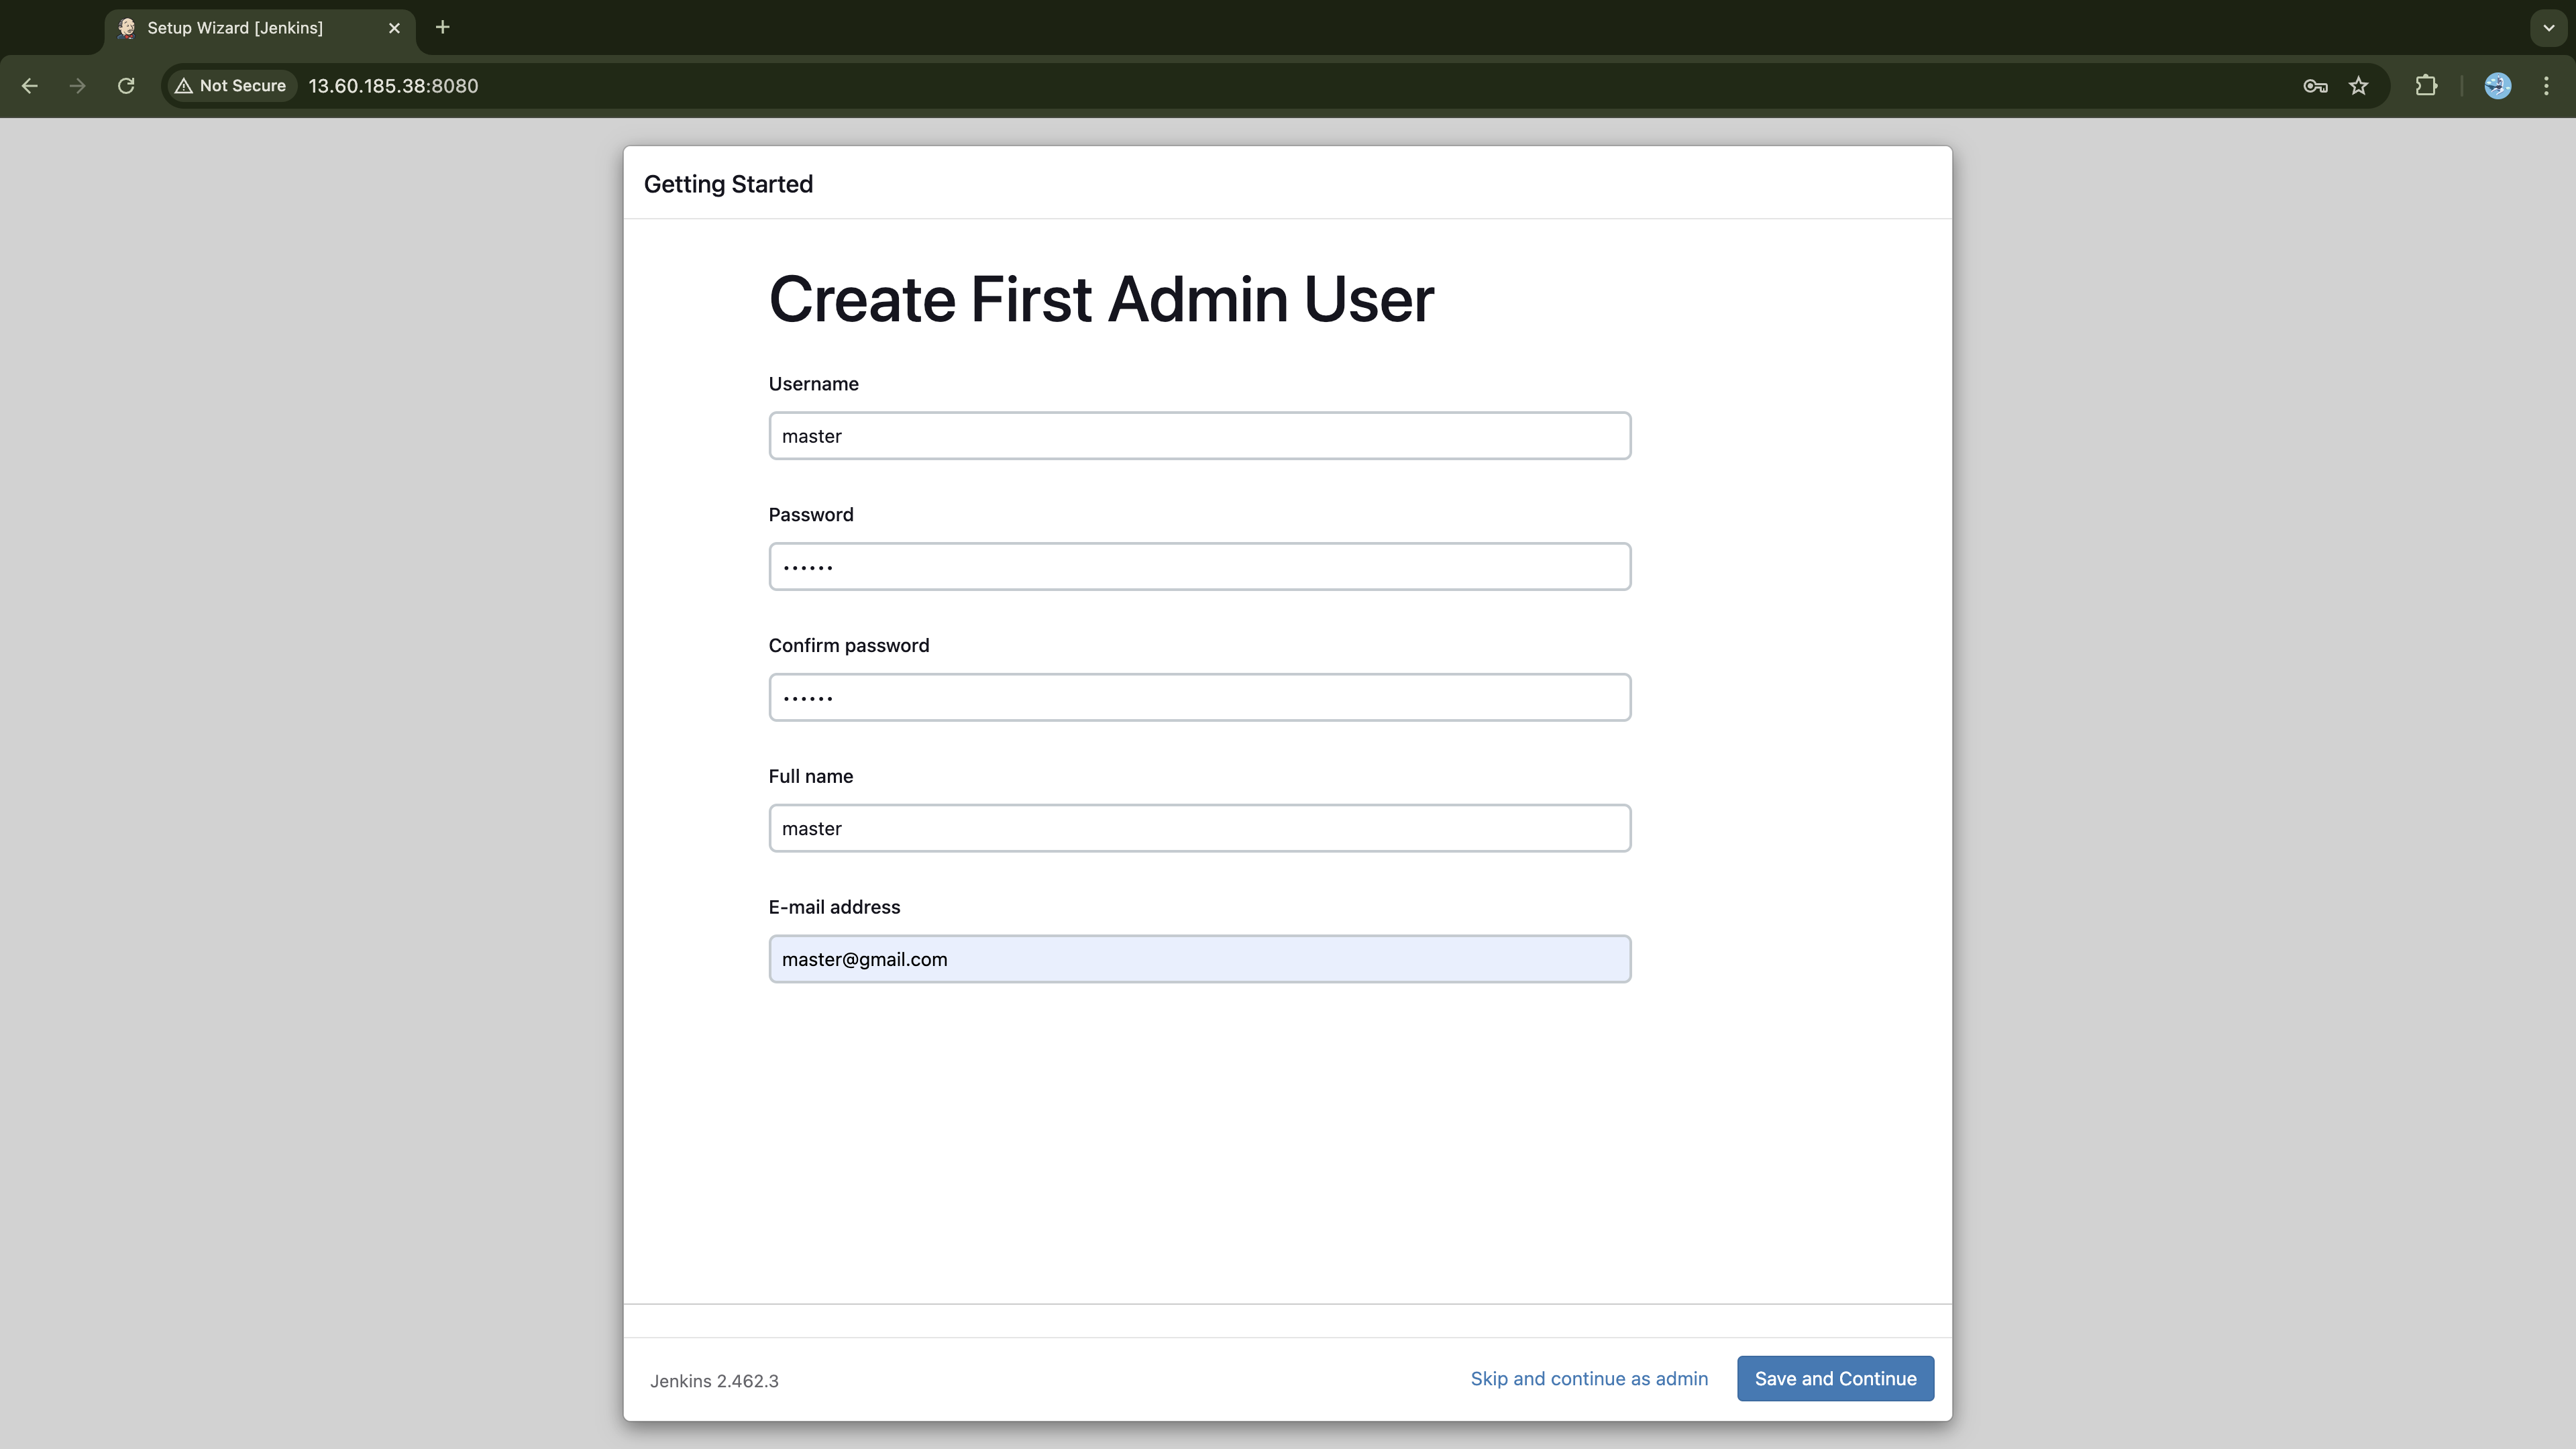 Setup Wizard [Jenkins]
Not Secure
13.60.185.38:8080
Getting Started
Create First Admin User
Username
master
Password
••••••
Confirm password
••••••
Full name
master
E-mail address
master@gmail.com
Jenkins 2.462.3
Skip and continue as admin
Save and Continue